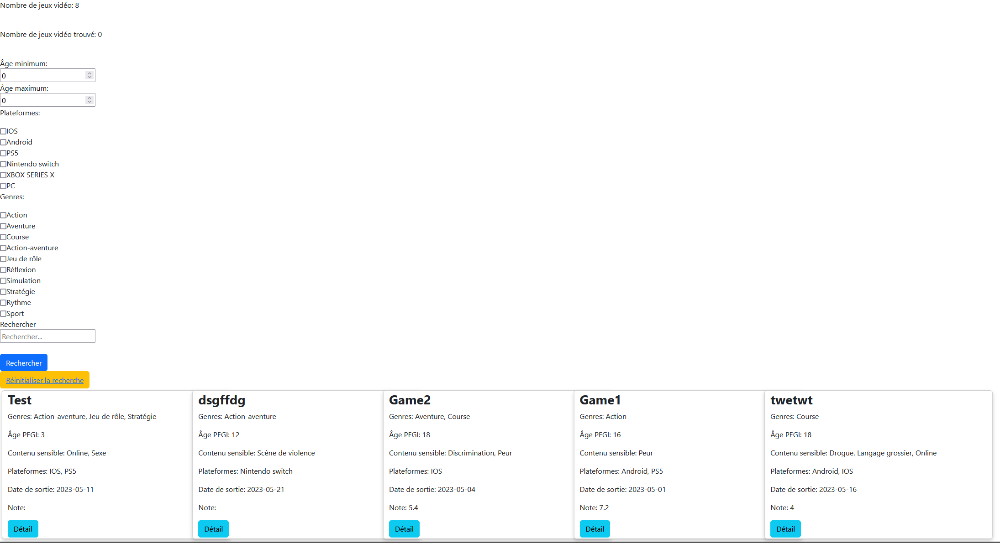 Nombre de jeux vidéo: 8
Nombre de jeux vidéo trouvé: 0
Âge minimum:
0
Âge maximum:
0
Plateformes:
IOS
Android
PS5
Nintendo switch
XBOX SERIES X
PC
Genres:
Action
Aventure
Course
Action-aventure
Jeu de rôle
Réflexion
Simulation
Stratégie
Rythme
Sport
Rechercher
Rechercher...
Rechercher
Réinitialiser la recherche
Test
Genres: Action-aventure, Jeu de rôle, Stratégie
Âge PEGI: 3
Contenu sensible: Online, Sexe
Plateformes: IOS, PS5
Date de sortie: 2023-05-11
Note:
Détail
dsgffdg
Genres: Action-aventure
Âge PEGI: 12
Contenu sensible: Scène de violence
Plateformes: Nintendo switch
Date de sortie: 2023-05-21
Note:
Détail
Game2
Genres: Aventure, Course
Âge PEGI: 18
Contenu sensible: Discrimination, Peur
Plateformes: IOS
Date de sortie: 2023-05-04
Note: 5.4
Détail
Game1
Genres: Action
Âge PEGI: 16
Contenu sensible: Peur
Plateformes: Android, PS5
Date de sortie: 2023-05-01
Note: 7.2
Détail
twetwt
Genres: Course
Âge PEGI: 18
Contenu sensible: Drogue, Langage grossier, Online
Plateformes: Android, IOS
Date de sortie: 2023-05-16
Note: 4
Détail